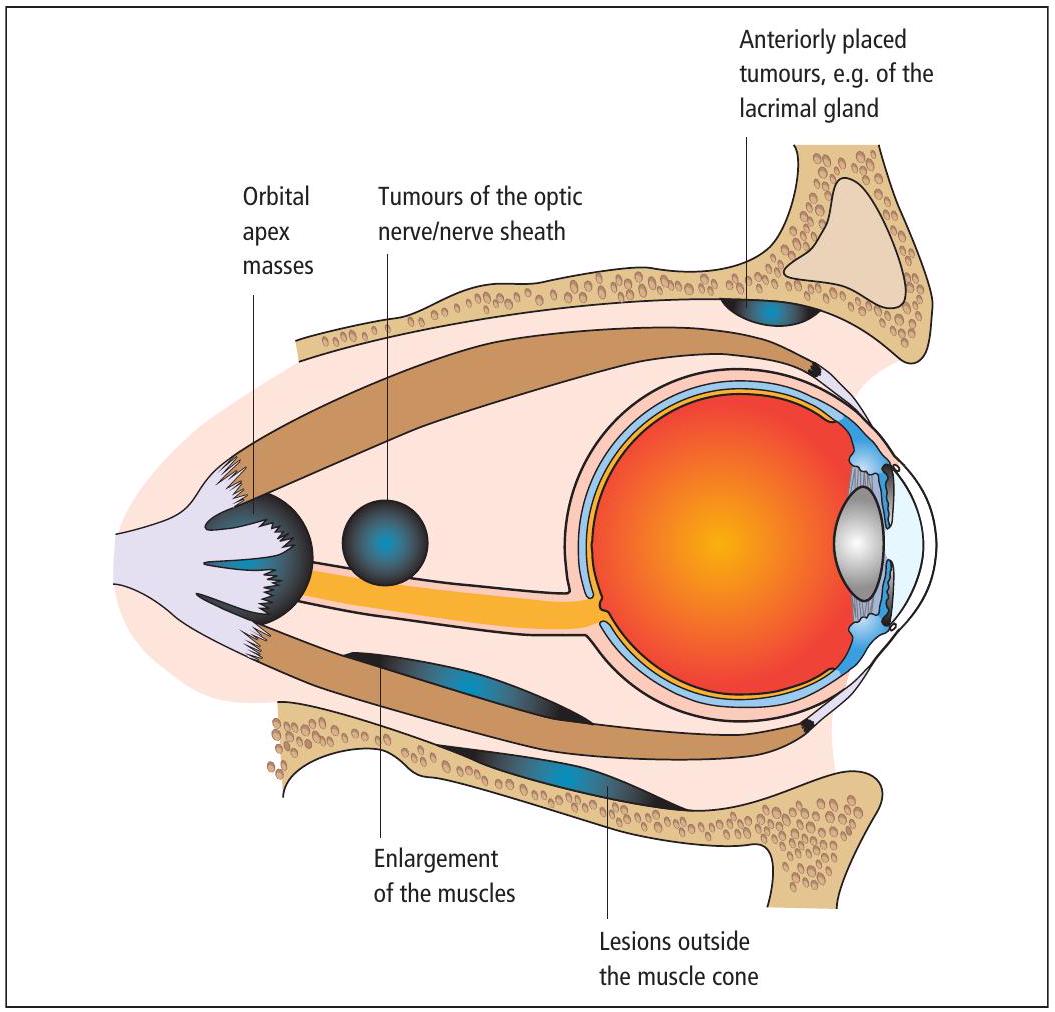 Anteriorly placed
tumours, e.g. of the
lacrimal gland
Orbital
apex
masses
Tumours of the optic
nerve/nerve sheath
Enlargement
of the muscles
Lesions outside
the muscle cone